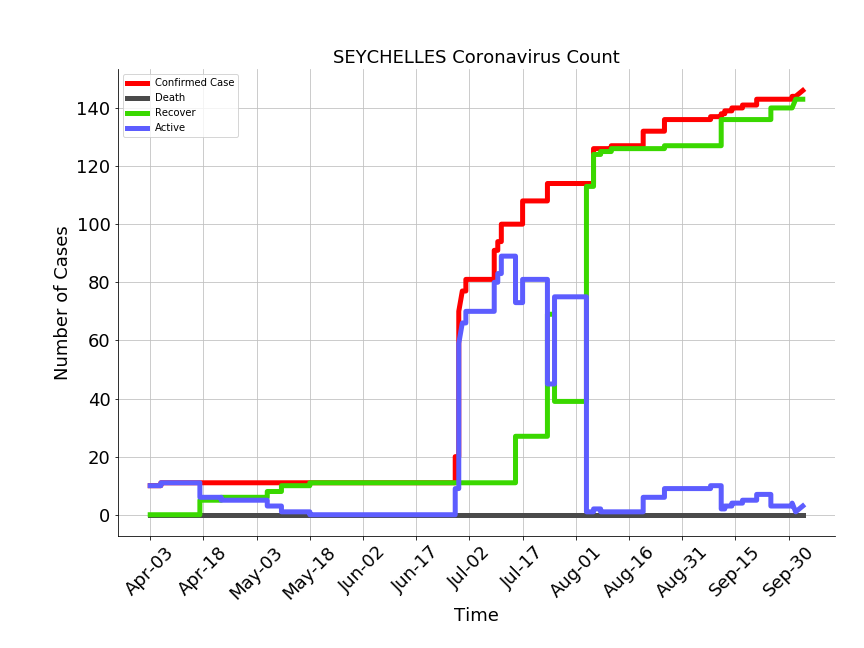 SEYCHELLES Coronavirus Count
Confirmed Case
Death
Recover
Active
Number of Cases
140
120
100
80
60
40
20
0
Apr-03
Apr-18
May-03
May-18
Jun-02
Jun-17
Jul-02
Jul-17
Aug-01
Aug-16
Aug-31
Sep-15
Sep-30
Time